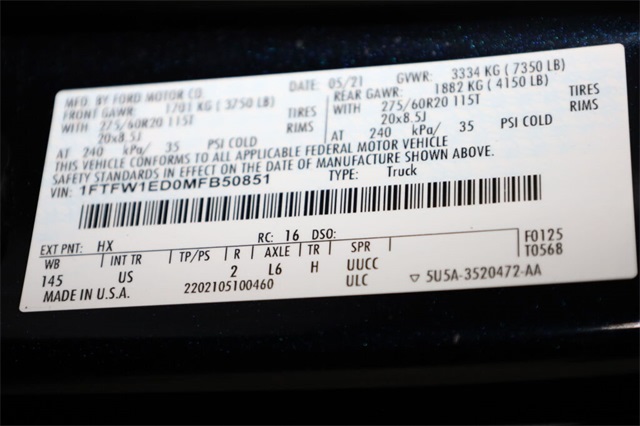 MFD. BY FORD MOTOR CO. DATE: 05/21 GVWR: 3334 KG (7350 LB)
FRONT GAWR: 1701 KG (3750 LB) REAR GAWR: 1882 KG (4150 LB)
WITH 275/60R20 115T TIRES WITH 275/60R20 115T TIRES
20x8.5J RIMS 20x8.5J RIMS
AT 240 kPa/ 35 PSI COLD AT 240 kPa/ 35 PSI COLD
THIS VEHICLE CONFORMS TO ALL APPLICABLE FEDERAL MOTOR VEHICLE
SAFETY STANDARDS IN EFFECT ON THE DATE OF MANUFACTURE SHOWN ABOVE.
VIN: 1FTFW1ED0MFB50851 TYPE: Truck
EXT PNT: HX RC: 16 DSO: F0125
WB INT TR TP/PS R AXLE TR SPR T0568
145 US 2 L6 H UUCC
MADE IN U.S.A. 2202105100460 ULC ▽ 5U5A-3520472-AA